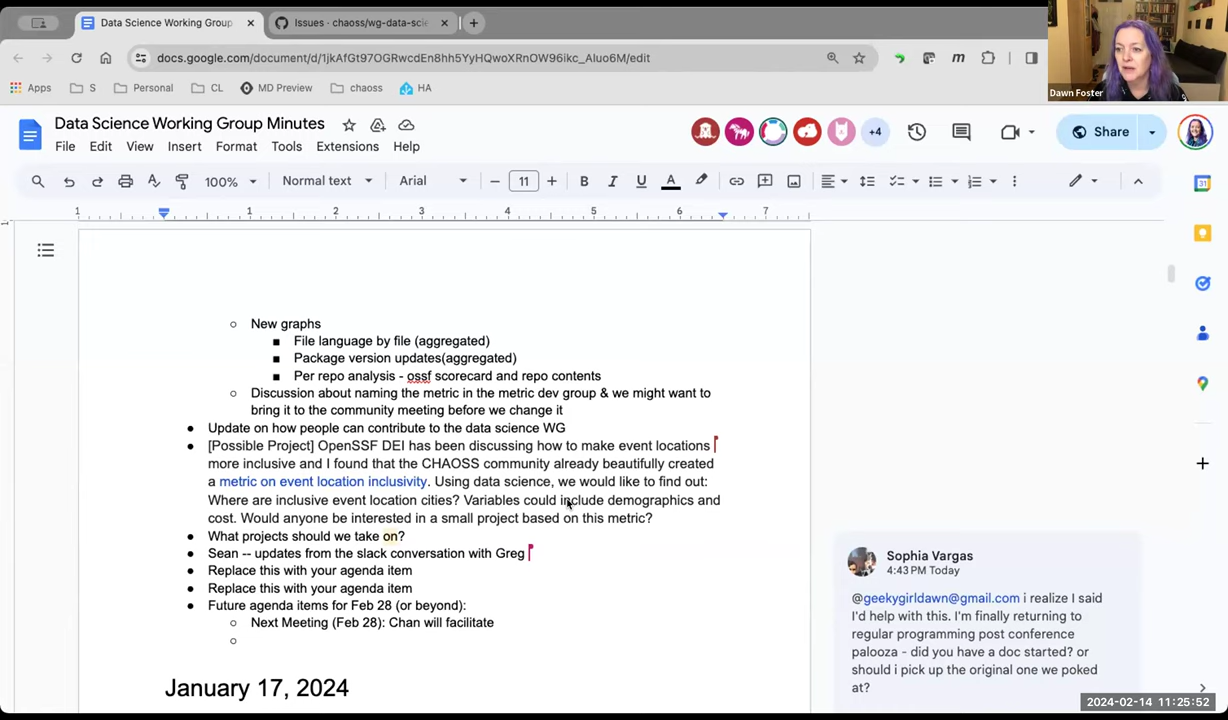 Data Science Working Group
Issues · chaoss/wg-data-scie
docs.google.com/document/d/1jkAfGt97OGRwcdEn8hh5YyHQwoXRnOW96ikc_Aluo6M/edit
Apps
S
Personal
CL
MD Preview
chaoss
HA
Dawn Foster
Data Science Working Group Minutes
+4
Share
File Edit View Insert Format Tools Extensions Help
100%
Normal text
Arial
11
B I U A
1 1 2 3 4 5 6 7
New graphs
File language by file (aggregated)
Package version updates(aggregated)
Per repo analysis - ossf scorecard and repo contents
Discussion about naming the metric in the metric dev group & we might want to
bring it to the community meeting before we change it
Update on how people can contribute to the data science WG
[Possible Project] OpenSSF DEI has been discussing how to make event locations
more inclusive and I found that the CHAOSS community already beautifully created
a metric on event location inclusivity. Using data science, we would like to find out:
Where are inclusive event location cities? Variables could include demographics and
cost. Would anyone be interested in a small project based on this metric?
What projects should we take on?
Sean -- updates from the slack conversation with Greg
Replace this with your agenda item
Replace this with your agenda item
Future agenda items for Feb 28 (or beyond):
Next Meeting (Feb 28): Chan will facilitate
January 17, 2024
Sophia Vargas
4:43 PM Today
@geekygirldawn@gmail.com i realize I said
I'd help with this. I'm finally returning to
regular programming post conference
palooza - did you have a doc started? or
should i pick up the original one we poked
at?
2024-02-14 11:25:52